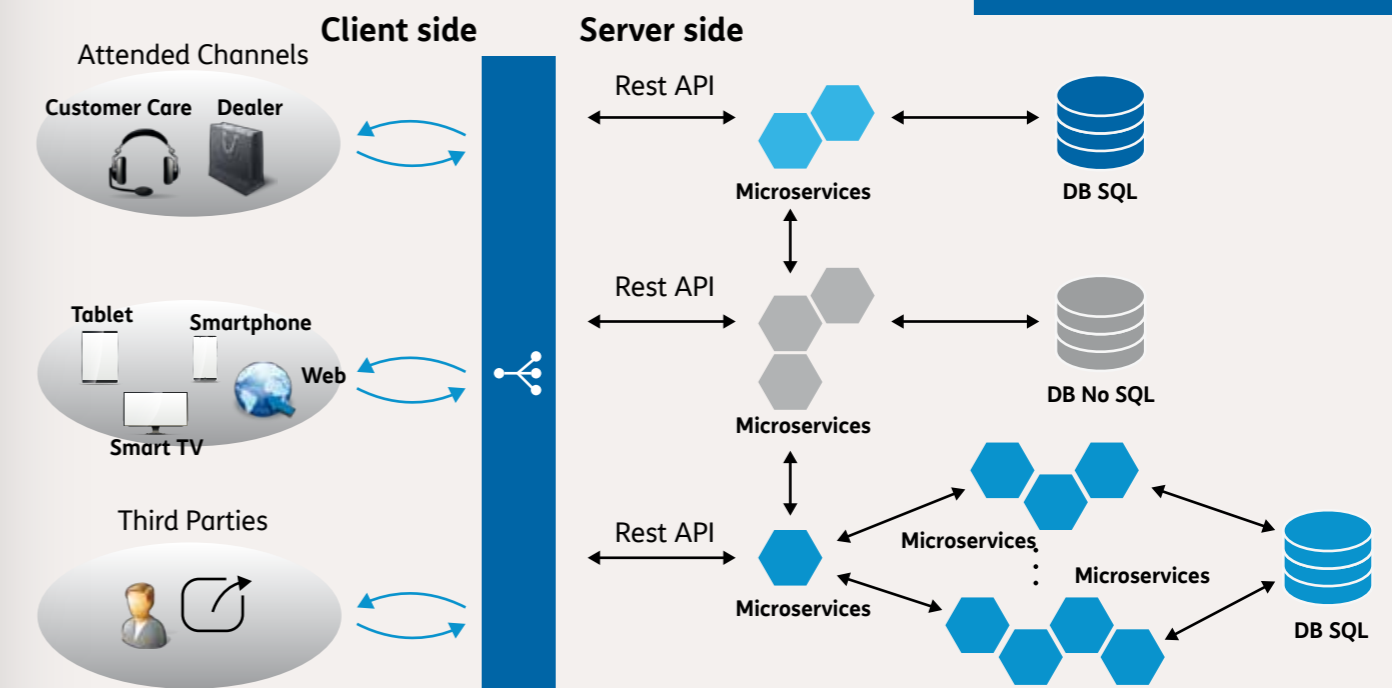 Client side
Server side
Attended Channels
Customer Care
Dealer
Rest API
Microservices
DB SQL
Tablet
Smartphone
Web
Smart TV
Rest API
Microservices
DB No SQL
Third Parties
Rest API
Microservices
Microservices
Microservices
DB SQL